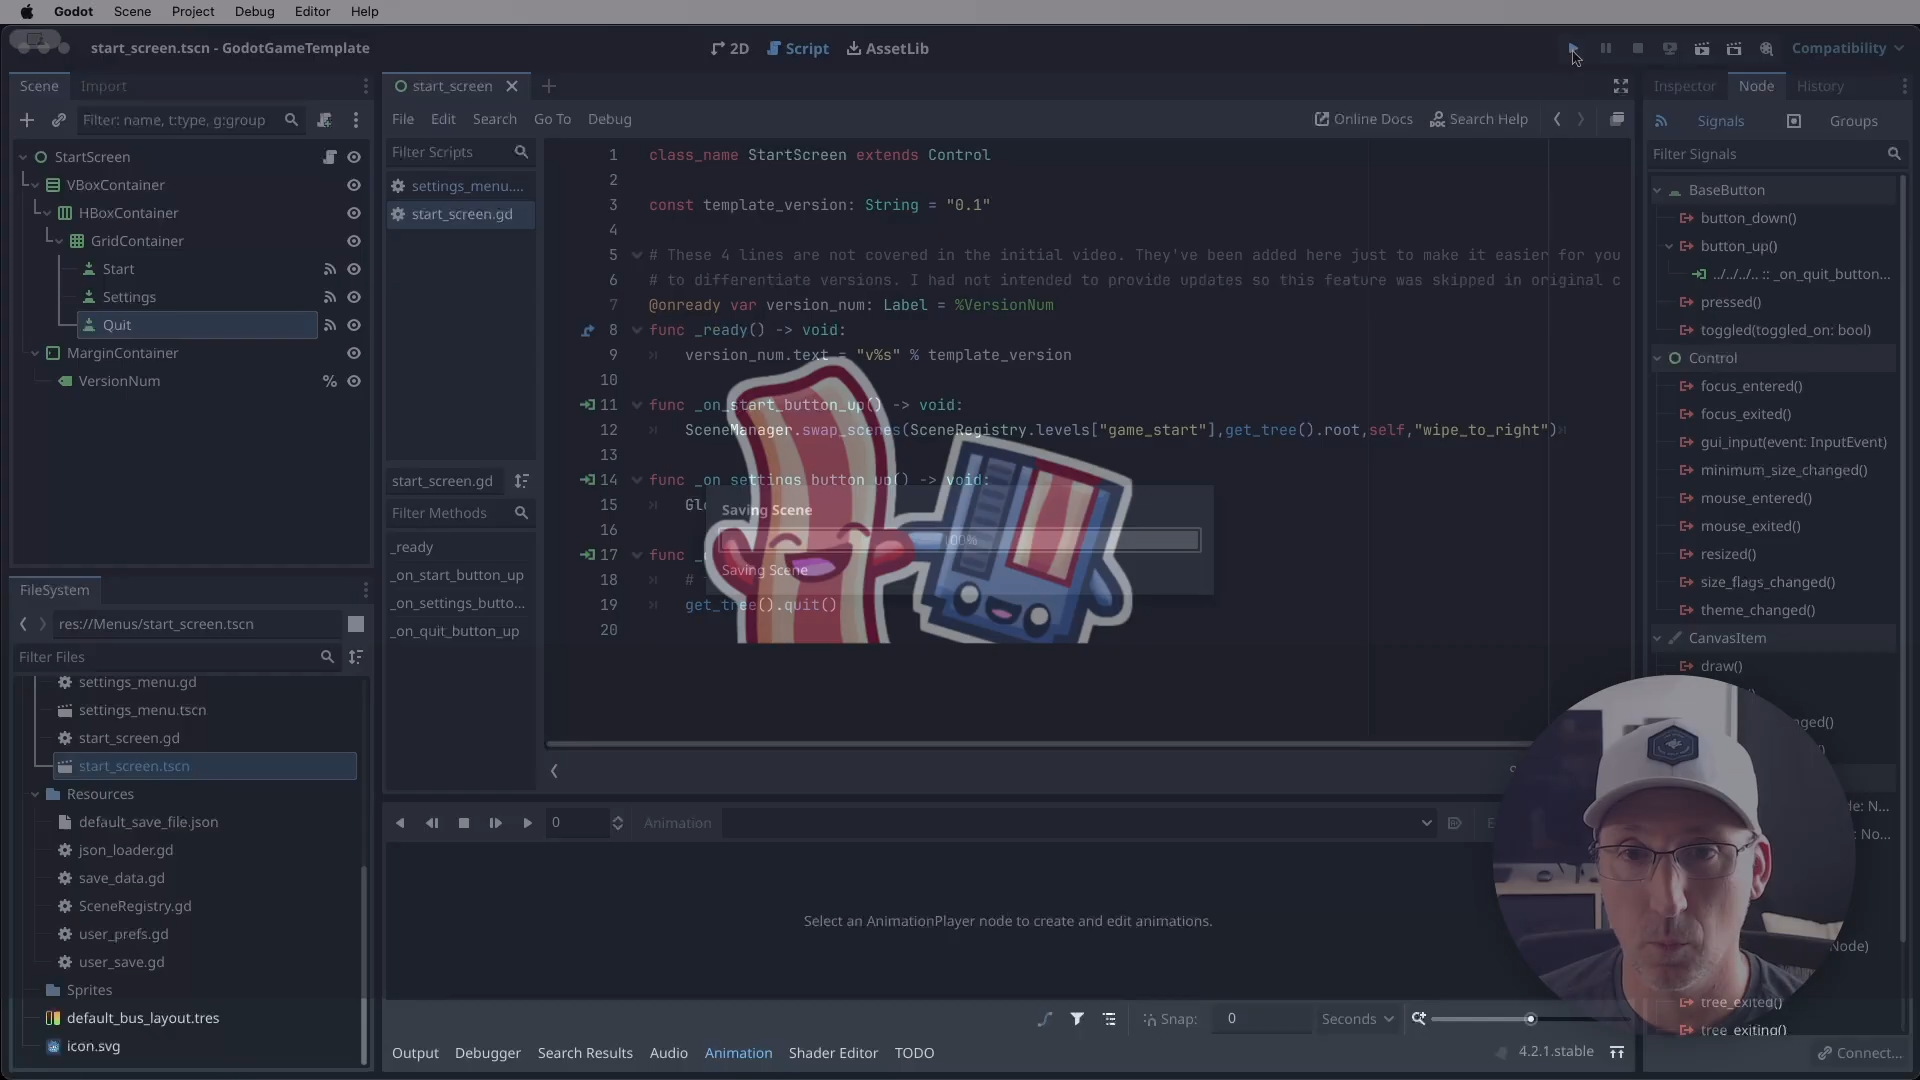 Godot Scene Project Debug Editor Help
start_screen.tscn - GodotGameTemplate
2D Script AssetLib
Compatibility
Scene Import
Filter: name, t:type, g:group
StartScreen
VBoxContainer
HBoxContainer
GridContainer
Start
Settings
Quit
MarginContainer
VersionNum %
FileSystem
res://Menus/start_screen.tscn
Filter Files
settings_menu.gd
settings_menu.tscn
start_screen.gd
start_screen.tscn
Resources
default_save_file.json
json_loader.gd
save_data.gd
SceneRegistry.gd
user_prefs.gd
user_save.gd
Sprites
default_bus_layout.tres
icon.svg
start_screen
File Edit Search Go To Debug
Online Docs Search Help
Filter Scripts
settings_menu....
start_screen.gd
start_screen.gd
Filter Methods
_ready
_on_start_button_up
_on_settings_butto...
_on_quit_button_up
1 class_name StartScreen extends Control
2
3 const template_version: String = "0.1"
4
5 # These 4 lines are not covered in the initial video. They've been added here just to make it easier for you
6 # to differentiate versions. I had not intended to provide updates so this feature was skipped in original c
7 @onready var version_num: Label = %VersionNum
8 func _ready() -> void:
9 version_num.text = "v%s" % template_version
10
11 func _on_start_button_up() -> void:
12 SceneManager.swap_scenes(SceneRegistry.levels["game_start"],get_tree().root,self,"wipe_to_right")
13
14 func _on_settings_button_up() -> void:
15 Glo
16
17 func _
18 #
19 get_tree().quit()
20
Saving Scene
100%
Saving Scene
0 Animation
Select an AnimationPlayer node to create and edit animations.
Snap: 0 Seconds
Output Debugger Search Results Audio Animation Shader Editor TODO
4.2.1.stable
Inspector Node History
Signals Groups
Filter Signals
BaseButton
button_down()
button_up()
../../../.. :: _on_quit_button...
pressed()
toggled(toggled_on: bool)
Control
focus_entered()
focus_exited()
gui_input(event: InputEvent)
minimum_size_changed()
mouse_entered()
mouse_exited()
resized()
size_flags_changed()
theme_changed()
CanvasItem
draw()
nged()
de: N...
: No...
Node)
tree_exited()
tree_exiting()
Connect...